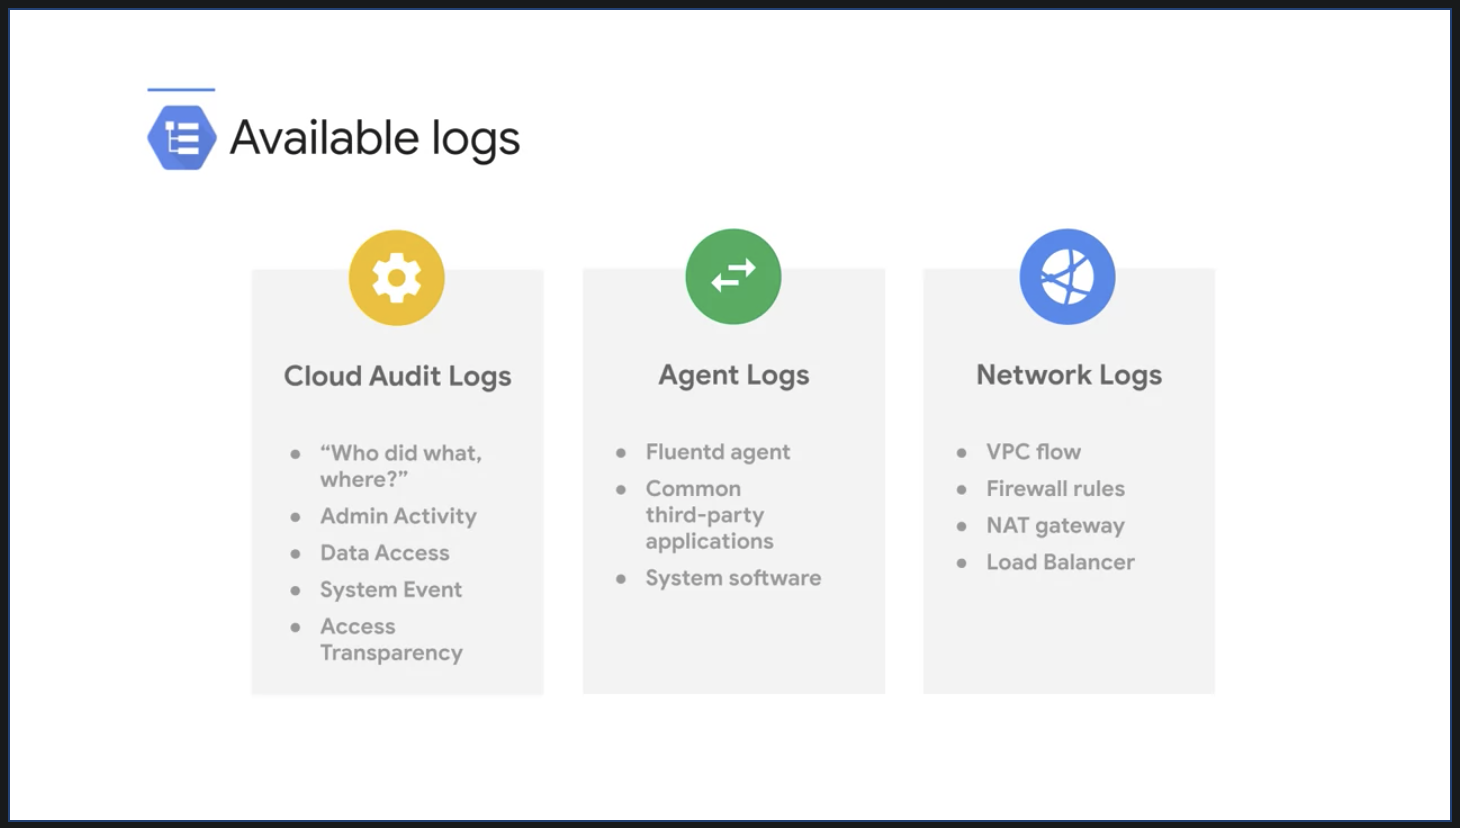 Available logs
Cloud Audit Logs
● “Who did what,
where?”
● Admin Activity
● Data Access
● System Event
● Access
Transparency
Agent Logs
● Fluentd agent
● Common
third-party
applications
● System software
Network Logs
● VPC flow
● Firewall rules
● NAT gateway
● Load Balancer